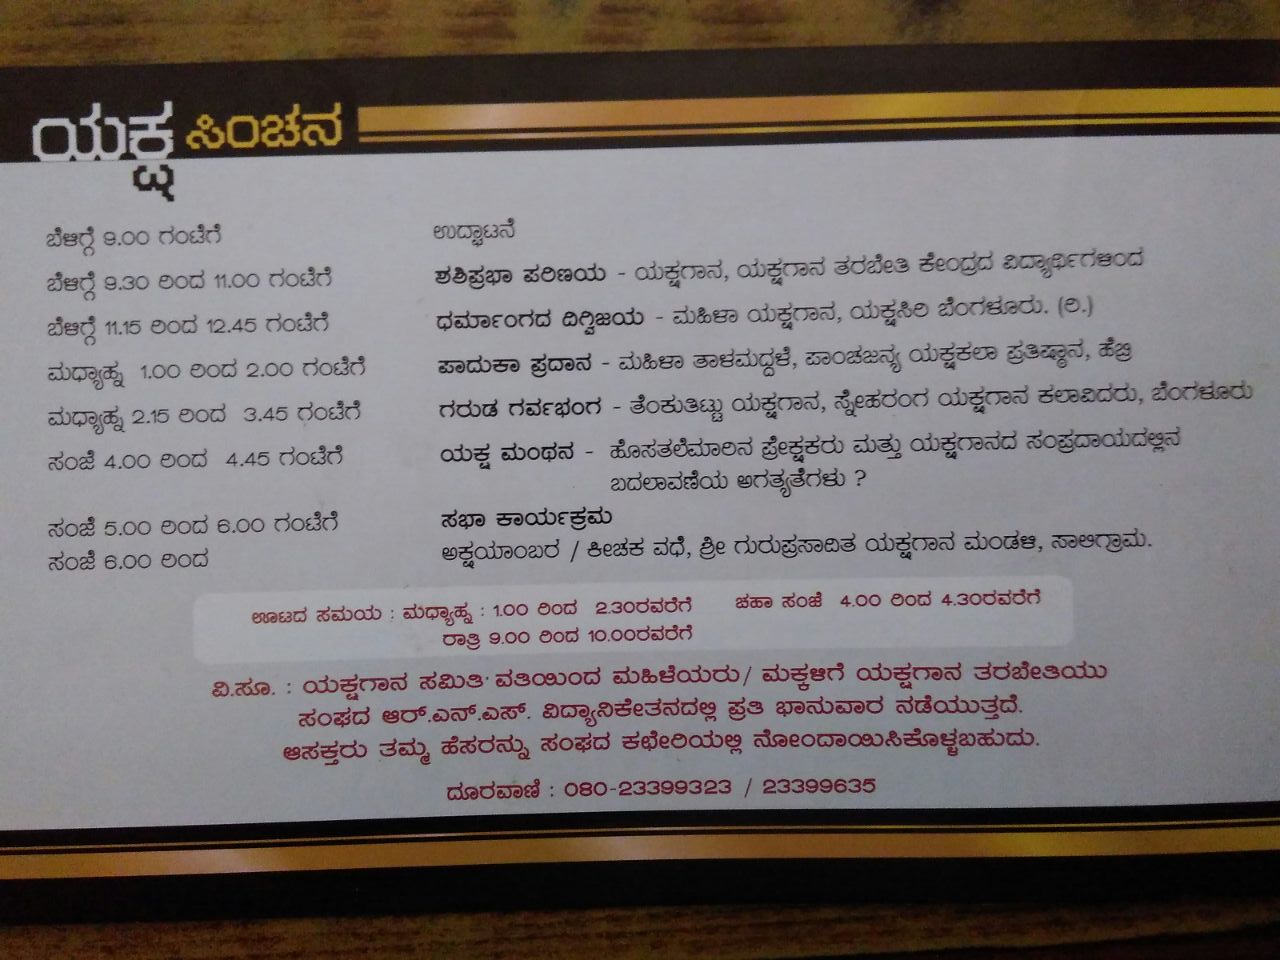 ಯಕ್ಷ ಸಿಂಚನ
ಬೆಳಿಗ್ಗೆ 9.00 ಗಂಟೆಗೆ ಉದ್ಘಾಟನೆ
ಬೆಳಿಗ್ಗೆ 9.30 ರಿಂದ 11.00 ಗಂಟೆಗೆ ಶಶಿಪ್ರಭಾ ಪರಿಣಯ - ಯಕ್ಷಗಾನ, ಯಕ್ಷಗಾನ ತರಬೇತಿ ಕೇಂದ್ರದ ವಿದ್ಯಾರ್ಥಿಗಳಿಂದ
ಬೆಳಿಗ್ಗೆ 11.15 ರಿಂದ 12.45 ಗಂಟೆಗೆ ಧರ್ಮಾಂಗದ ದಿಗ್ವಿಜಯ - ಮಹಿಳಾ ಯಕ್ಷಗಾನ, ಯಕ್ಷಸಿರಿ ಬೆಂಗಳೂರು. (ರಿ.)
ಮಧ್ಯಾಹ್ನ 1.00 ರಿಂದ 2.00 ಗಂಟೆಗೆ ಪಾದುಕಾ ಪ್ರದಾನ - ಮಹಿಳಾ ತಾಳಮದ್ದಳೆ, ಪಾಂಚಜನ್ಯ ಯಕ್ಷಕಲಾ ಪ್ರತಿಷ್ಠಾನ, ಹೆಬ್ರಿ
ಮಧ್ಯಾಹ್ನ 2.15 ರಿಂದ 3.45 ಗಂಟೆಗೆ ಗರುಡ ಗರ್ವಭಂಗ - ತೆಂಕುತಿಟ್ಟು ಯಕ್ಷಗಾನ, ಸ್ನೇಹರಂಗ ಯಕ್ಷಗಾನ ಕಲಾವಿದರು, ಬೆಂಗಳೂರು
ಸಂಜೆ 4.00 ರಿಂದ 4.45 ಗಂಟೆಗೆ ಯಕ್ಷ ಮಂಥನ - ಹೊಸತಲೆಮಾರಿನ ಪ್ರೇಕ್ಷಕರು ಮತ್ತು ಯಕ್ಷಗಾನದ ಸಂಪ್ರದಾಯದಲ್ಲಿನ
ಬದಲಾವಣೆಯ ಅಗತ್ಯತೆಗಳು ?
ಸಂಜೆ 5.00 ರಿಂದ 6.00 ಗಂಟೆಗೆ ಸಭಾ ಕಾರ್ಯಕ್ರಮ
ಸಂಜೆ 6.00 ರಿಂದ ಅಕ್ಷಯಾಂಬರ / ಕೀಚಕ ವಧೆ, ಶ್ರೀ ಗುರುಪ್ರಸಾದಿತ ಯಕ್ಷಗಾನ ಮಂಡಳಿ, ಸಾಲಿಗ್ರಾಮ.
ಊಟದ ಸಮಯ : ಮಧ್ಯಾಹ್ನ : 1.00 ರಿಂದ 2.30ರವರೆಗೆ ಚಹಾ ಸಂಜೆ 4.00 ರಿಂದ 4.30ರವರೆಗೆ
ರಾತ್ರಿ 9.00 ರಿಂದ 10.00ರವರೆಗೆ
ವಿ.ಸೂ. : ಯಕ್ಷಗಾನ ಸಮಿತಿ ವತಿಯಿಂದ ಮಹಿಳೆಯರು/ ಮಕ್ಕಳಿಗೆ ಯಕ್ಷಗಾನ ತರಬೇತಿಯು
ಸಂಘದ ಆರ್.ಎನ್.ಎಸ್. ವಿದ್ಯಾನಿಕೇತನದಲ್ಲಿ ಪ್ರತಿ ಭಾನುವಾರ ನಡೆಯುತ್ತದೆ.
ಆಸಕ್ತರು ತಮ್ಮ ಹೆಸರನ್ನು ಸಂಘದ ಕಛೇರಿಯಲ್ಲಿ ನೋಂದಾಯಿಸಿಕೊಳ್ಳಬಹುದು.
ದೂರವಾಣಿ : 080-23399323 / 23399635